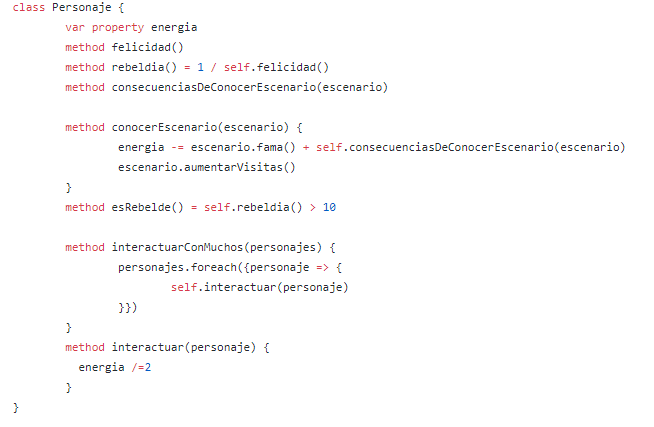 class Personaje {
var property energia
method felicidad()
method rebeldia() = 1 / self.felicidad()
method consecuenciasDeConocerEscenario(escenario)
method conocerEscenario(escenario) {
energia -= escenario.fama() + self.consecuenciasDeConocerEscenario(escenario)
escenario.aumentarVisitas()
}
method esRebelde() = self.rebeldia() > 10
method interactuarConMuchos(personajes) {
personajes.foreach({personaje => {
self.interactuar(personaje)
}})
}
method interactuar(personaje) {
energia /=2
}
}